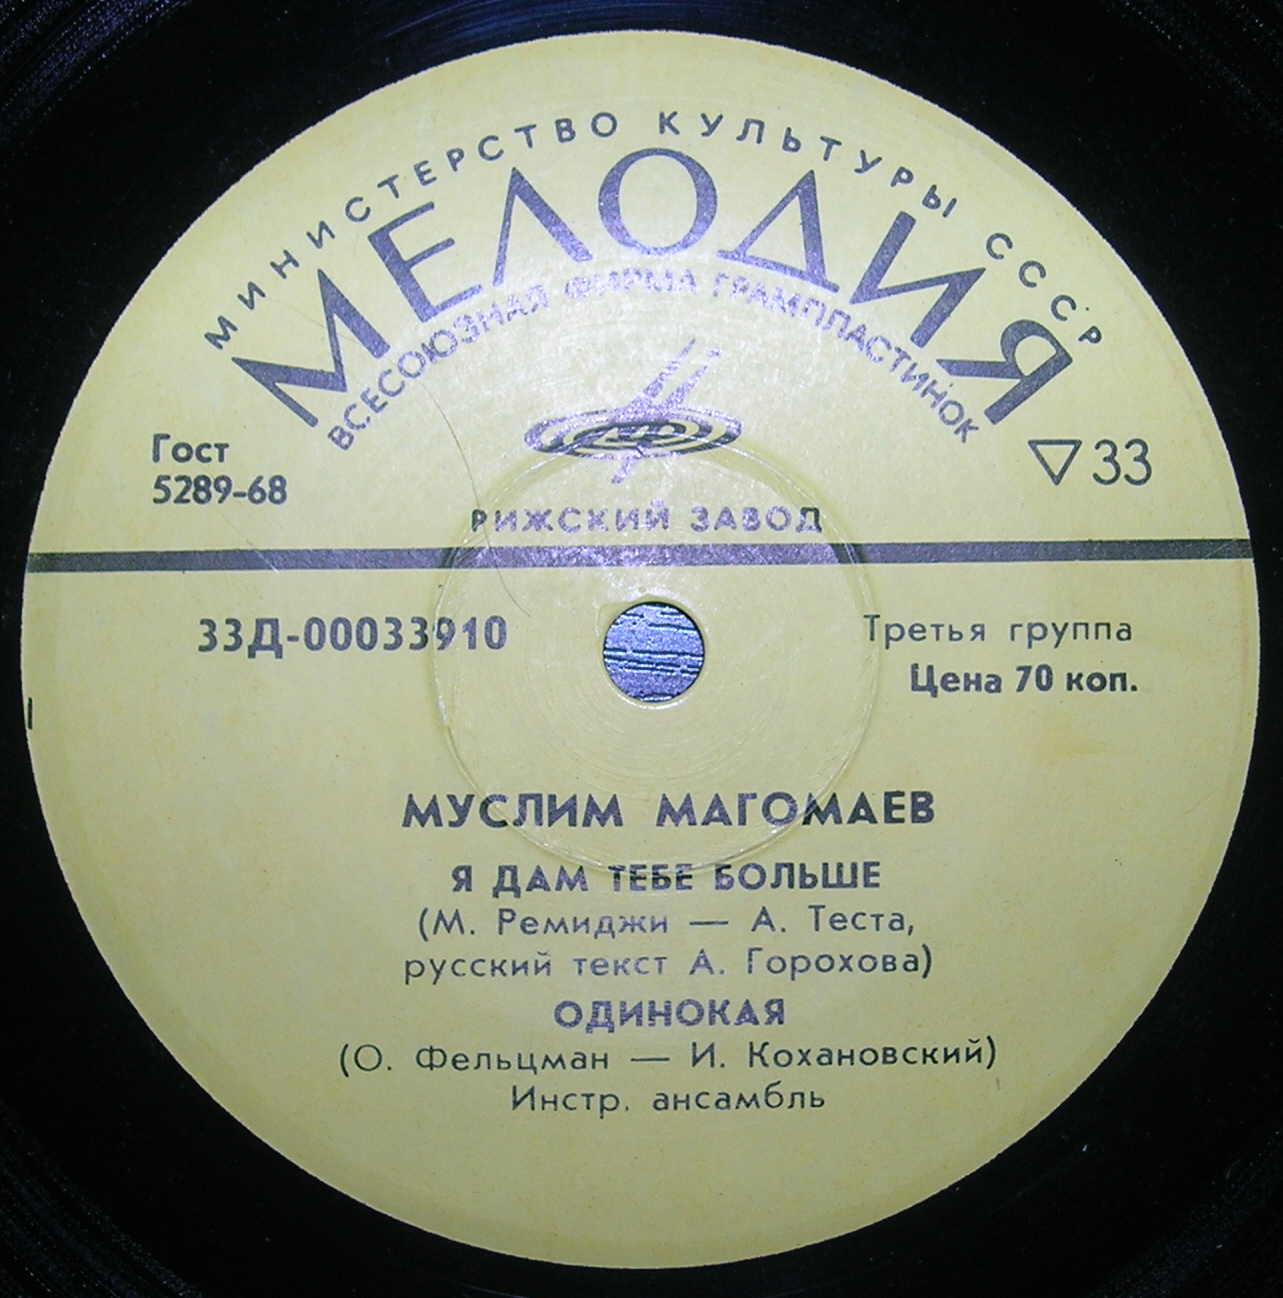 МИНИСТЕРСТВО КУЛЬТУРЫ СССР
МЕЛОДИЯ
ВСЕСОЮЗНАЯ ФИРМА ГРАМПЛАСТИНОК
Гост
5289-68
33
РИЖСКИЙ ЗАВОД
33Д-00033910
Третья группа
Цена 70 коп.
МУСЛИМ МАГОМАЕВ
Я ДАМ ТЕБЕ БОЛЬШЕ
(М. Ремиджи — А. Теста,
русский текст А. Горохова)
ОДИНОКАЯ
(О. Фельцман — И. Кохановский)
Инстр. ансамбль